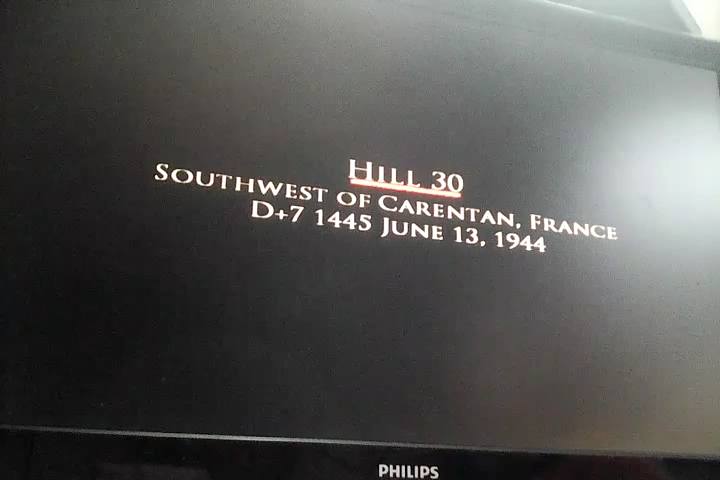 Hill 30
Southwest of Carentan, France
D+7 1445 June 13, 1944
PHILIPS